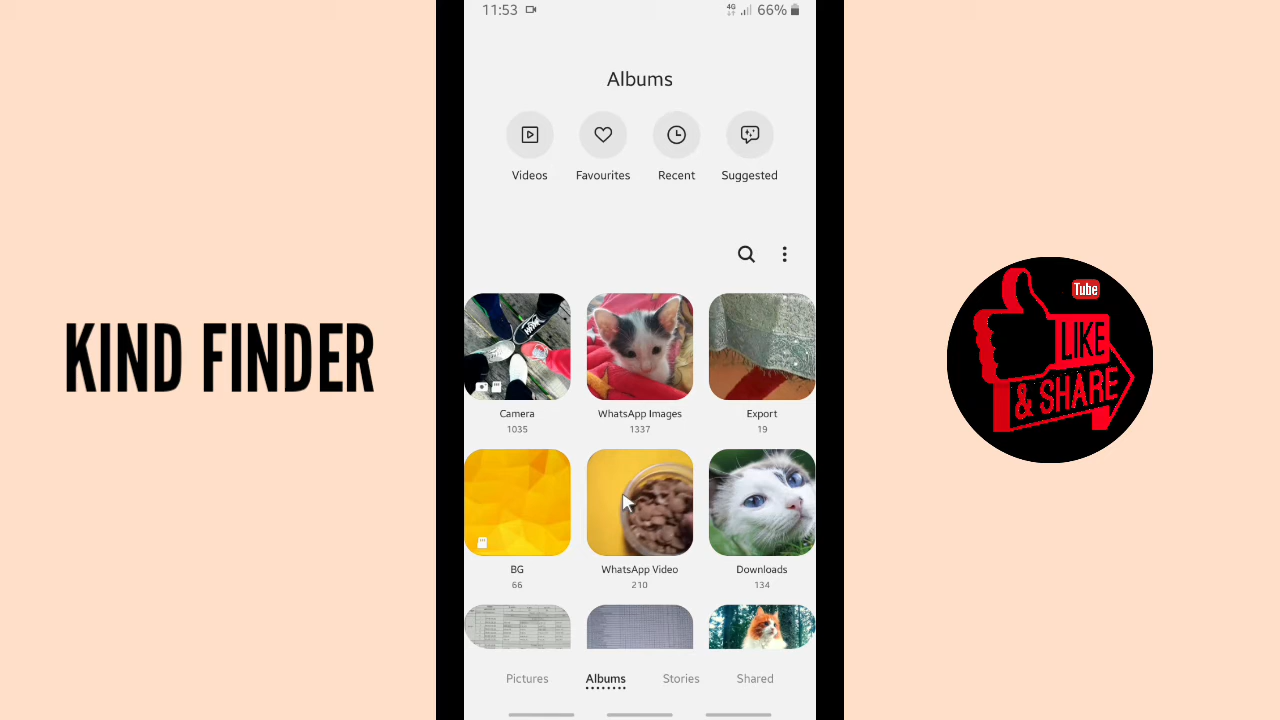 11:53
4G
66%
Albums
Videos
Favourites
Recent
Suggested
Camera
1035
WhatsApp Images
1337
Export
19
BG
66
WhatsApp Video
210
Downloads
134
Pictures
Albums
Stories
Shared
KIND FINDER
Tube
LIKE
& SHARE